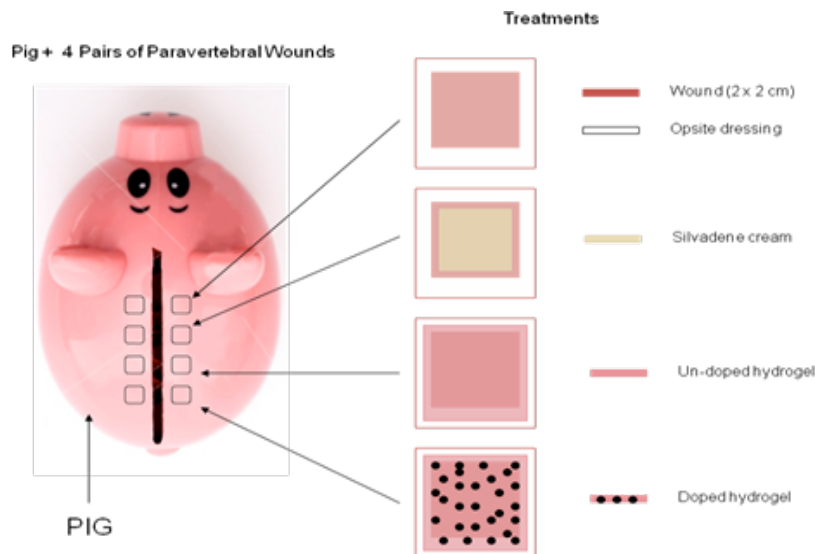 Treatments
Pig + 4 Pairs of Paravertebral Wounds
Wound (2 x 2 cm)
Opsite dressing
Silvadene cream
Un-doped hydrogel
Doped hydrogel
PIG